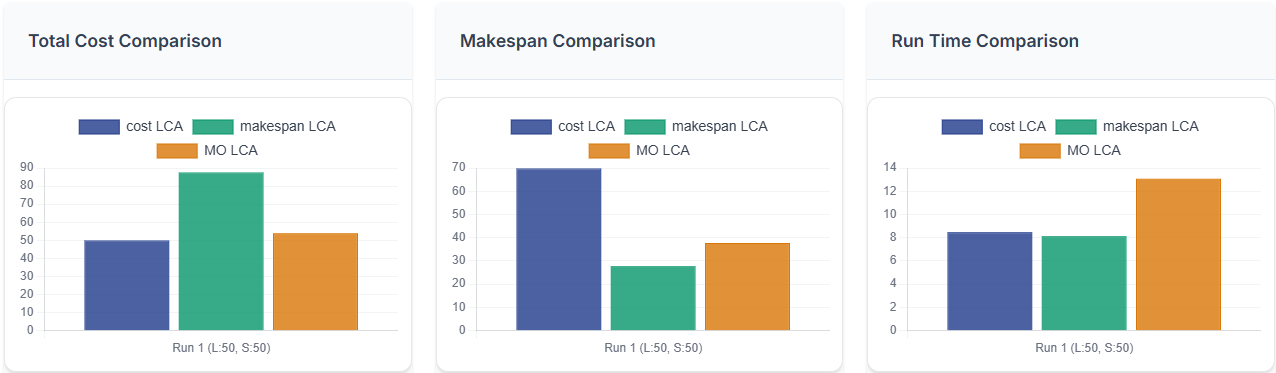 Total Cost Comparison
cost LCA makespan LCA
MO LCA
90
80
70
60
50
40
30
20
10
0
Run 1 (L:50, S:50)
Makespan Comparison
cost LCA makespan LCA
MO LCA
70
60
50
40
30
20
10
0
Run 1 (L:50, S:50)
Run Time Comparison
cost LCA makespan LCA
MO LCA
14
12
10
8
6
4
2
0
Run 1 (L:50, S:50)